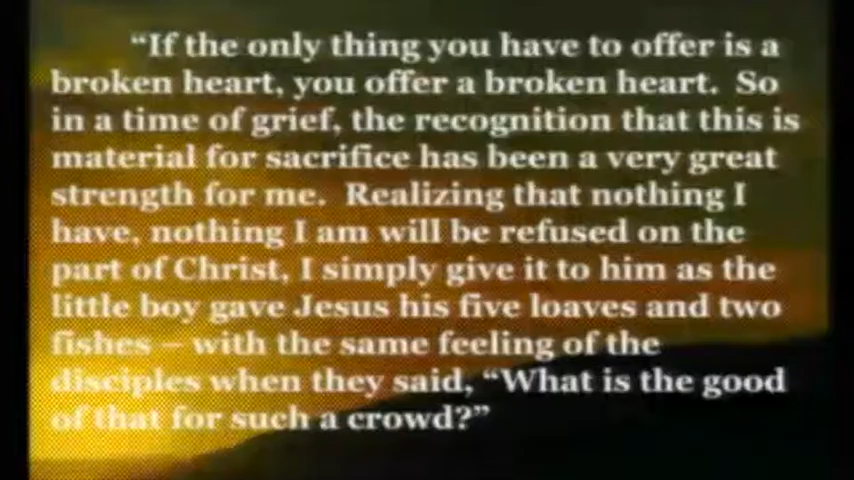 “If the only thing you have to offer is a
broken heart, you offer a broken heart. So
in a time of grief, the recognition that this is
material for sacrifice has been a very great
strength for me. Realizing that nothing I
have, nothing I am will be refused on the
part of Christ, I simply give it to him as the
little boy gave Jesus his five loaves and two
fishes – with the same feeling of the
disciples when they said, “What is the good
of that for such a crowd?”